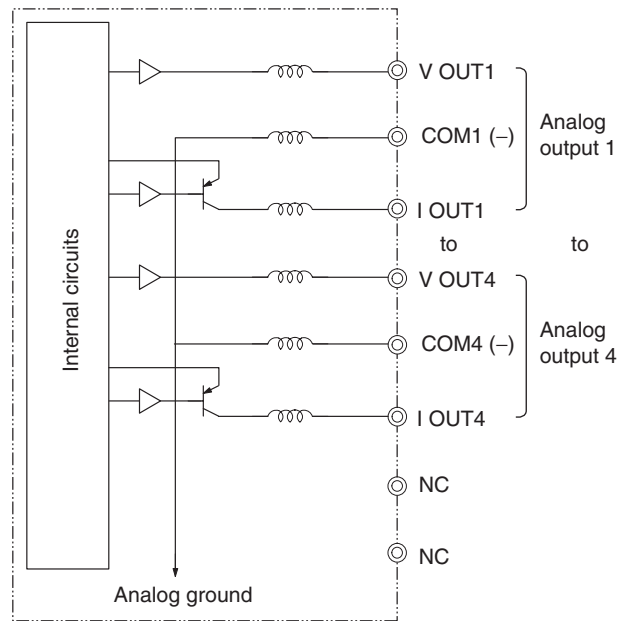 Internal circuits
V OUT1
COM1 (–)
I OUT1
Analog
output 1
to
to
V OUT4
COM4 (–)
I OUT4
Analog
output 4
NC
NC
Analog ground